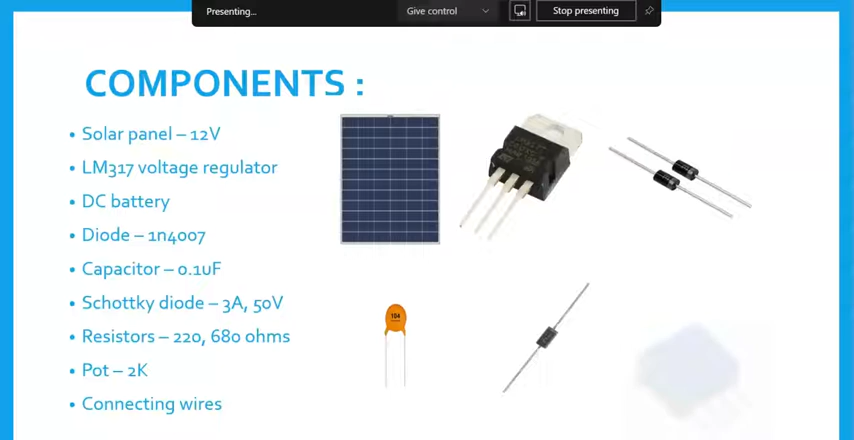 Presenting...
Give control
Stop presenting
COMPONENTS :
• Solar panel – 12V
• LM317 voltage regulator
• DC battery
• Diode – 1n4007
• Capacitor – 0.1uF
• Schottky diode – 3A, 50V
• Resistors – 220, 680 ohms
• Pot – 2K
• Connecting wires
LM317
104